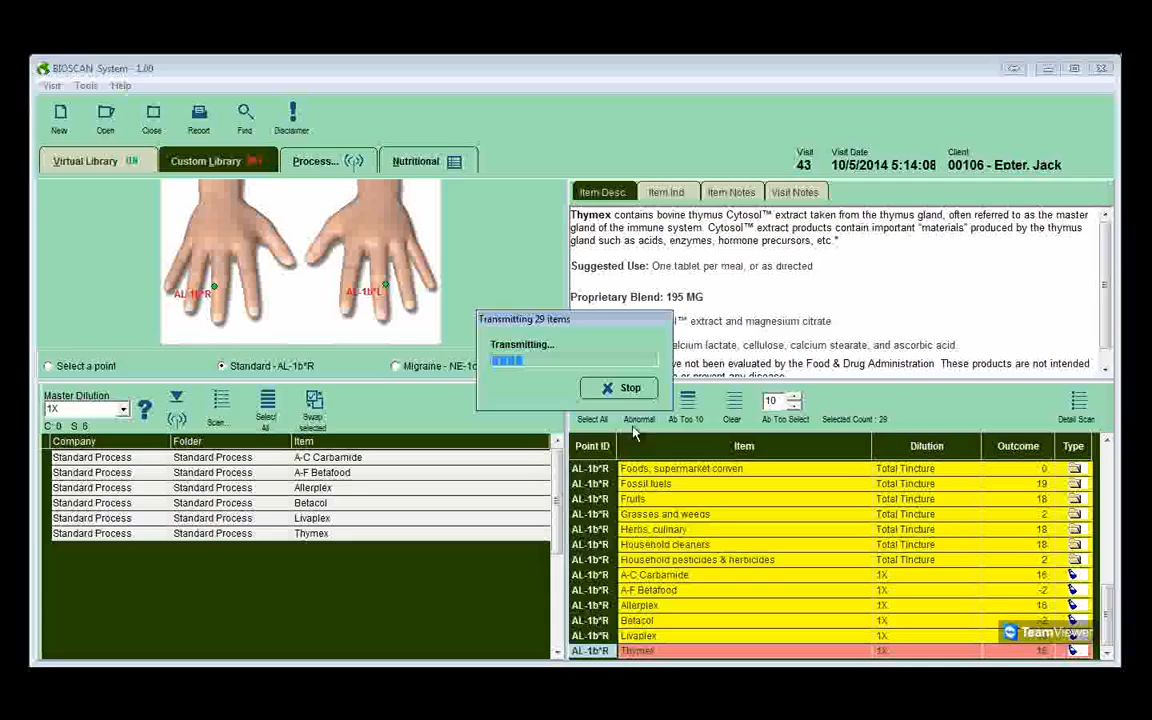 BIOSCAN System - 1.00
Visit Tools Help
New Open Close Report Find Disclaimer
Virtual Library Custom Library Process... Nutritional
Visit Visit Date Client
43 10/5/2014 5:14:08 00106 - Enter, Jack
Item Desc. Item Ind. Item Notes Visit Notes
Thymex contains bovine thymus Cytosol™ extract taken from the thymus gland, often referred to as the master
gland of the immune system. Cytosol™ extract products contain important "materials" produced by the thymus
gland such as acids, enzymes, hormone precursors, etc.*
Suggested Use: One tablet per meal, or as directed
Proprietary Blend: 195 MG
™ extract and magnesium citrate
calcium lactate, cellulose, calcium stearate, and ascorbic acid.
ve not been evaluated by the Food & Drug Administration. These products are not intended
AL-1b*R AL-1b*L
Select a point Standard - AL-1b*R Migraine - NE-1c
Transmitting 29 items
Transmitting...
Stop
Master Dilution
1X
C: 0 S: 6
Scan... Select All Swap selected
Select All Abnormal Ab Top 10 Clear 10 Ab Top Select Selected Count : 29 Detail Scan
Company Folder Item
Standard Process Standard Process A-C Carbamide
Standard Process Standard Process A-F Betafood
Standard Process Standard Process Allerplex
Standard Process Standard Process Betacol
Standard Process Standard Process Livaplex
Standard Process Standard Process Thymex
Point ID Item Dilution Outcome Type
AL-1b*R Foods, supermarket conven Total Tincture 0
AL-1b*R Fossil fuels Total Tincture 19
AL-1b*R Fruits Total Tincture 18
AL-1b*R Grasses and weeds Total Tincture 2
AL-1b*R Herbs, culinary Total Tincture 18
AL-1b*R Household cleaners Total Tincture 18
AL-1b*R Household pesticides & herbicides Total Tincture 2
AL-1b*R A-C Carbamide 1X 16
AL-1b*R A-F Betafood 1X -2
AL-1b*R Allerplex 1X 16
AL-1b*R Betacol 1X -2
AL-1b*R Livaplex 1X
AL-1b*R Thymex 1X 16
TeamViewer